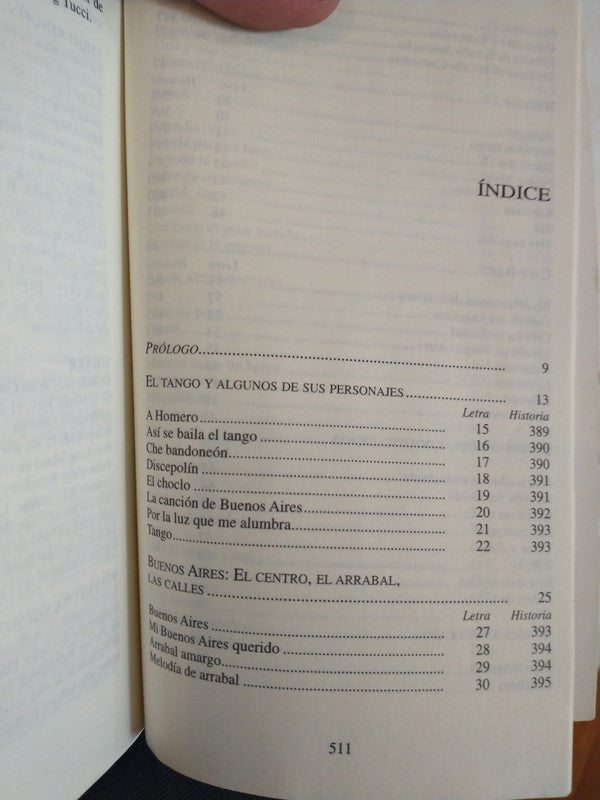 de
g Tucci.
ÍNDICE
PRÓLOGO.......... 9
EL TANGO Y ALGUNOS DE SUS PERSONAJES.......... 13
Letra Historia
A Homero.......... 15 389
Así se baila el tango.......... 16 390
Che bandoneón.......... 17 390
Discepolín.......... 18 391
El choclo.......... 19 391
La canción de Buenos Aires.......... 20 392
Por la luz que me alumbra.......... 21 393
Tango.......... 22 393
BUENOS AIRES: EL CENTRO, EL ARRABAL,
LAS CALLES.......... 25
Letra Historia
Buenos Aires.......... 27 393
Mi Buenos Aires querido.......... 28 394
Arrabal amargo.......... 29 394
Melodía de arrabal.......... 30 395
511